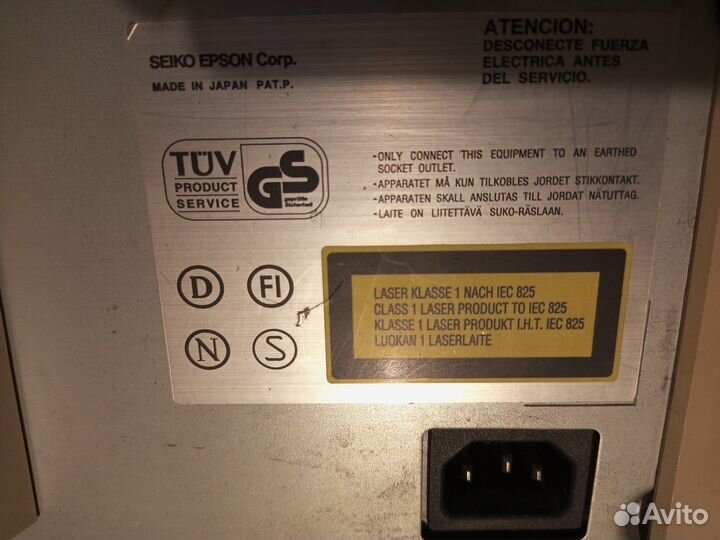 SEIKO EPSON Corp.
MADE IN JAPAN PAT.P.
ATENCION:
DESCONECTE FUERZA
ELECTRICA ANTES
DEL SERVICIO.
TÜV
PRODUCT
SERVICE
GS
geprüfte
Sicherheit
-ONLY CONNECT THIS EQUIPMENT TO AN EARTHED
SOCKET OUTLET.
-APPARATET MÅ KUN TILKOBLES JORDET STIKKONTAKT.
-APPARATEN SKALL ANSLUTAS TILL JORDAT NÄTUTTAG.
-LAITE ON LIITETTÄVÄ SUKO-RÄSLAAN.
D FI
N S
LASER KLASSE 1 NACH IEC 825
CLASS 1 LASER PRODUCT TO IEC 825
KLASSE 1 LASER PRODUKT I.H.T. IEC 825
LUOKAN 1 LASERLAITE
Avito